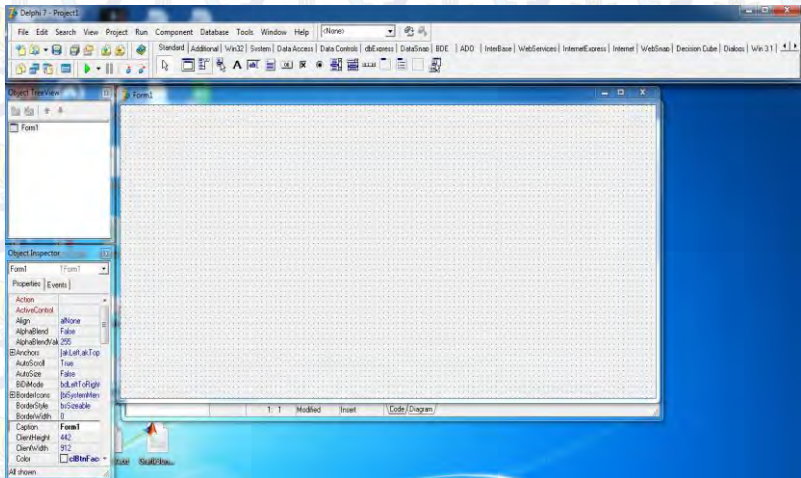 Delphi 7 - Project1
File Edit Search View Project Run Component Database Tools Window Help <None>
Standard Additional Win32 System Data Access Data Controls dbExpress DataSnap BDE ADO InterBase WebServices InternetExpress Internet WebSnap Decision Cube Dialogs Win 3.1
Object TreeView
Form1
Form1
Object Inspector
Form1 TForm1
Properties Events
Action
ActiveControl
Align alNone
AlphaBlend False
AlphaBlendVal 255
Anchors [akLeft,akTop
AutoScroll True
AutoSize False
BiDiMode bdLeftToRight
BorderIcons [biSystemMen
BorderStyle bsSizeable
BorderWidth 0
Caption Form1
ClientHeight 442
ClientWidth 912
Color clBtnFac
All shown
1: 1 Modified Insert Code Diagram